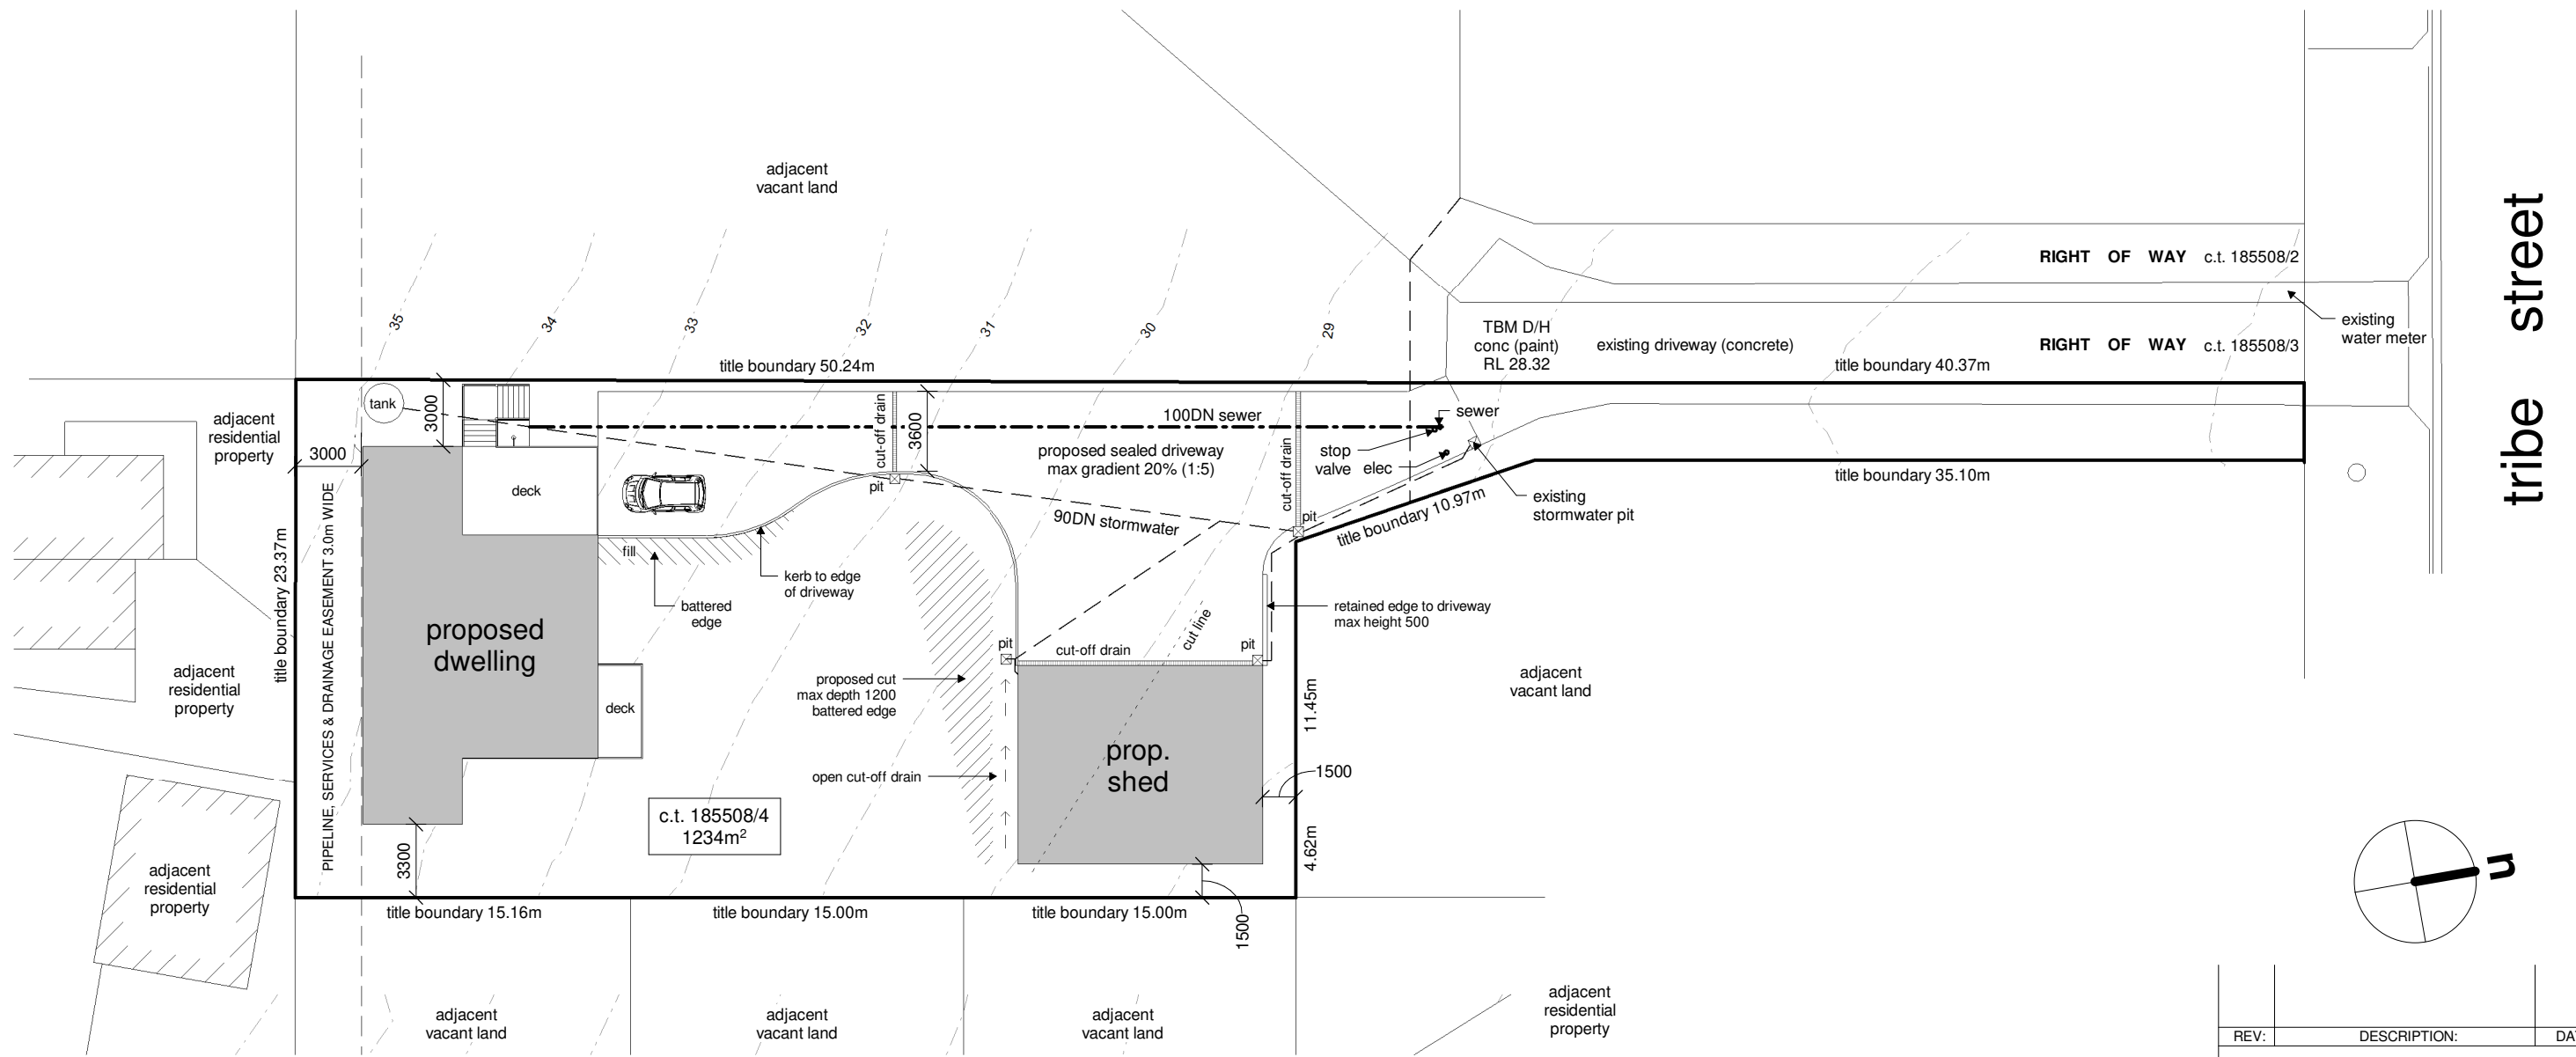 adjacent
vacant land
35
34
33
32
31
30
29
RIGHT OF WAY c.t. 185508/2
existing
water meter
TBM D/H
conc (paint)
RL 28.32
existing driveway (concrete)
RIGHT OF WAY c.t. 185508/3
title boundary 50.24m
title boundary 40.37m
tribe street
adjacent
residential
property
3000
tank
3000
cut-off drain
3600
100DN sewer
proposed sealed driveway
max gradient 20% (1:5)
cut-off drain
sewer
stop
valve
elec
title boundary 35.10m
deck
pit
90DN stormwater
pit
title boundary 10.97m
existing
stormwater pit
title boundary 23.37m
PIPELINE, SERVICES & DRAINAGE EASEMENT 3.0m WIDE
fill
kerb to edge
of driveway
battered
edge
retained edge to driveway
max height 500
proposed
dwelling
pit
cut-off drain
cut line
pit
adjacent
residential
property
deck
proposed cut
max depth 1200
battered edge
11.45m
adjacent
vacant land
prop.
shed
open cut-off drain
1500
c.t. 185508/4
1234m²
3300
4.62m
adjacent
residential
property
n
title boundary 15.16m
title boundary 15.00m
title boundary 15.00m
1500
adjacent
vacant land
adjacent
vacant land
adjacent
vacant land
adjacent
residential
property
REV:
DESCRIPTION:
DA